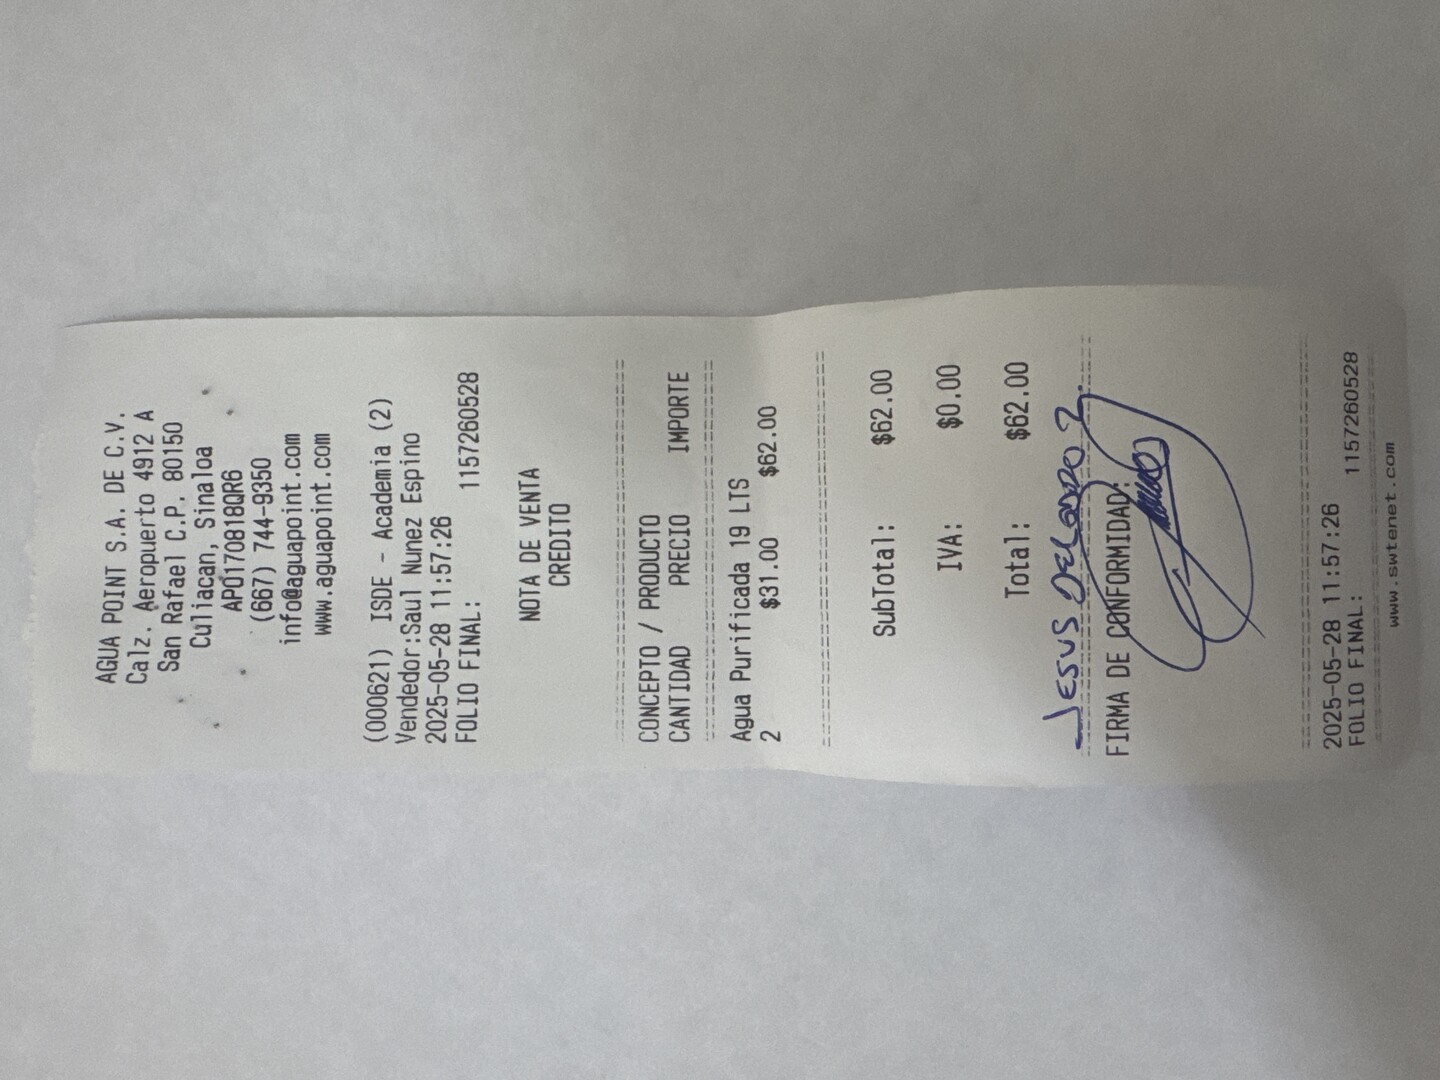 AGUA POINT S.A. DE C.V.
Calz. Aeropuerto 4912 A
San Rafael C.P. 80150
Culiacan, Sinaloa
APO170818QR6
(667) 744-9350
info@aguapoint.com
www.aguapoint.com
(000621) ISDE - Academia (2)
Vendedor:Saul Nunez Espino
2025-05-28 11:57:26
FOLIO FINAL: 1157260528
NOTA DE VENTA
CREDITO
CONCEPTO / PRODUCTO
CANTIDAD PRECIO IMPORTE
Agua Purificada 19 LTS
2 $31.00 $62.00
SubTotal: $62.00
IVA: $0.00
Total: $62.00
JESUS DELGADO
FIRMA DE CONFORMIDAD:
2025-05-28 11:57:26
FOLIO FINAL: 1157260528
www.swtenet.com